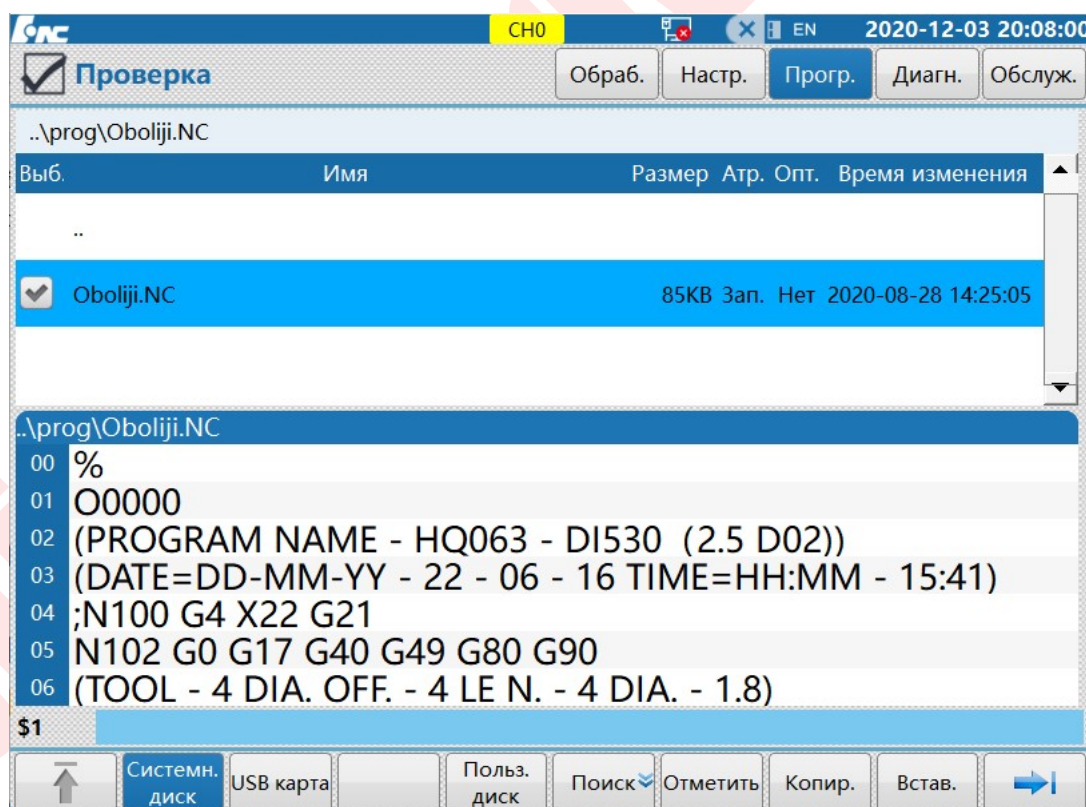 CH0 EN 2020-12-03 20:08:00
Проверка Обраб. Настр. Прогр. Диагн. Обслуж.
..\prog\Oboliji.NC
Выб. Имя Размер Атр. Опт. Время изменения
..
Oboliji.NC 85KB Зап. Нет 2020-08-28 14:25:05
..\prog\Oboliji.NC
00 %
01 O0000
02 (PROGRAM NAME - HQ063 - DI530 (2.5 D02))
03 (DATE=DD-MM-YY - 22 - 06 - 16 TIME=HH:MM - 15:41)
04 ;N100 G4 X22 G21
05 N102 G0 G17 G40 G49 G80 G90
06 (TOOL - 4 DIA. OFF. - 4 LE N. - 4 DIA. - 1.8)
$1
Системн. диск USB карта Польз. диск Поиск Отметить Копир. Встав.